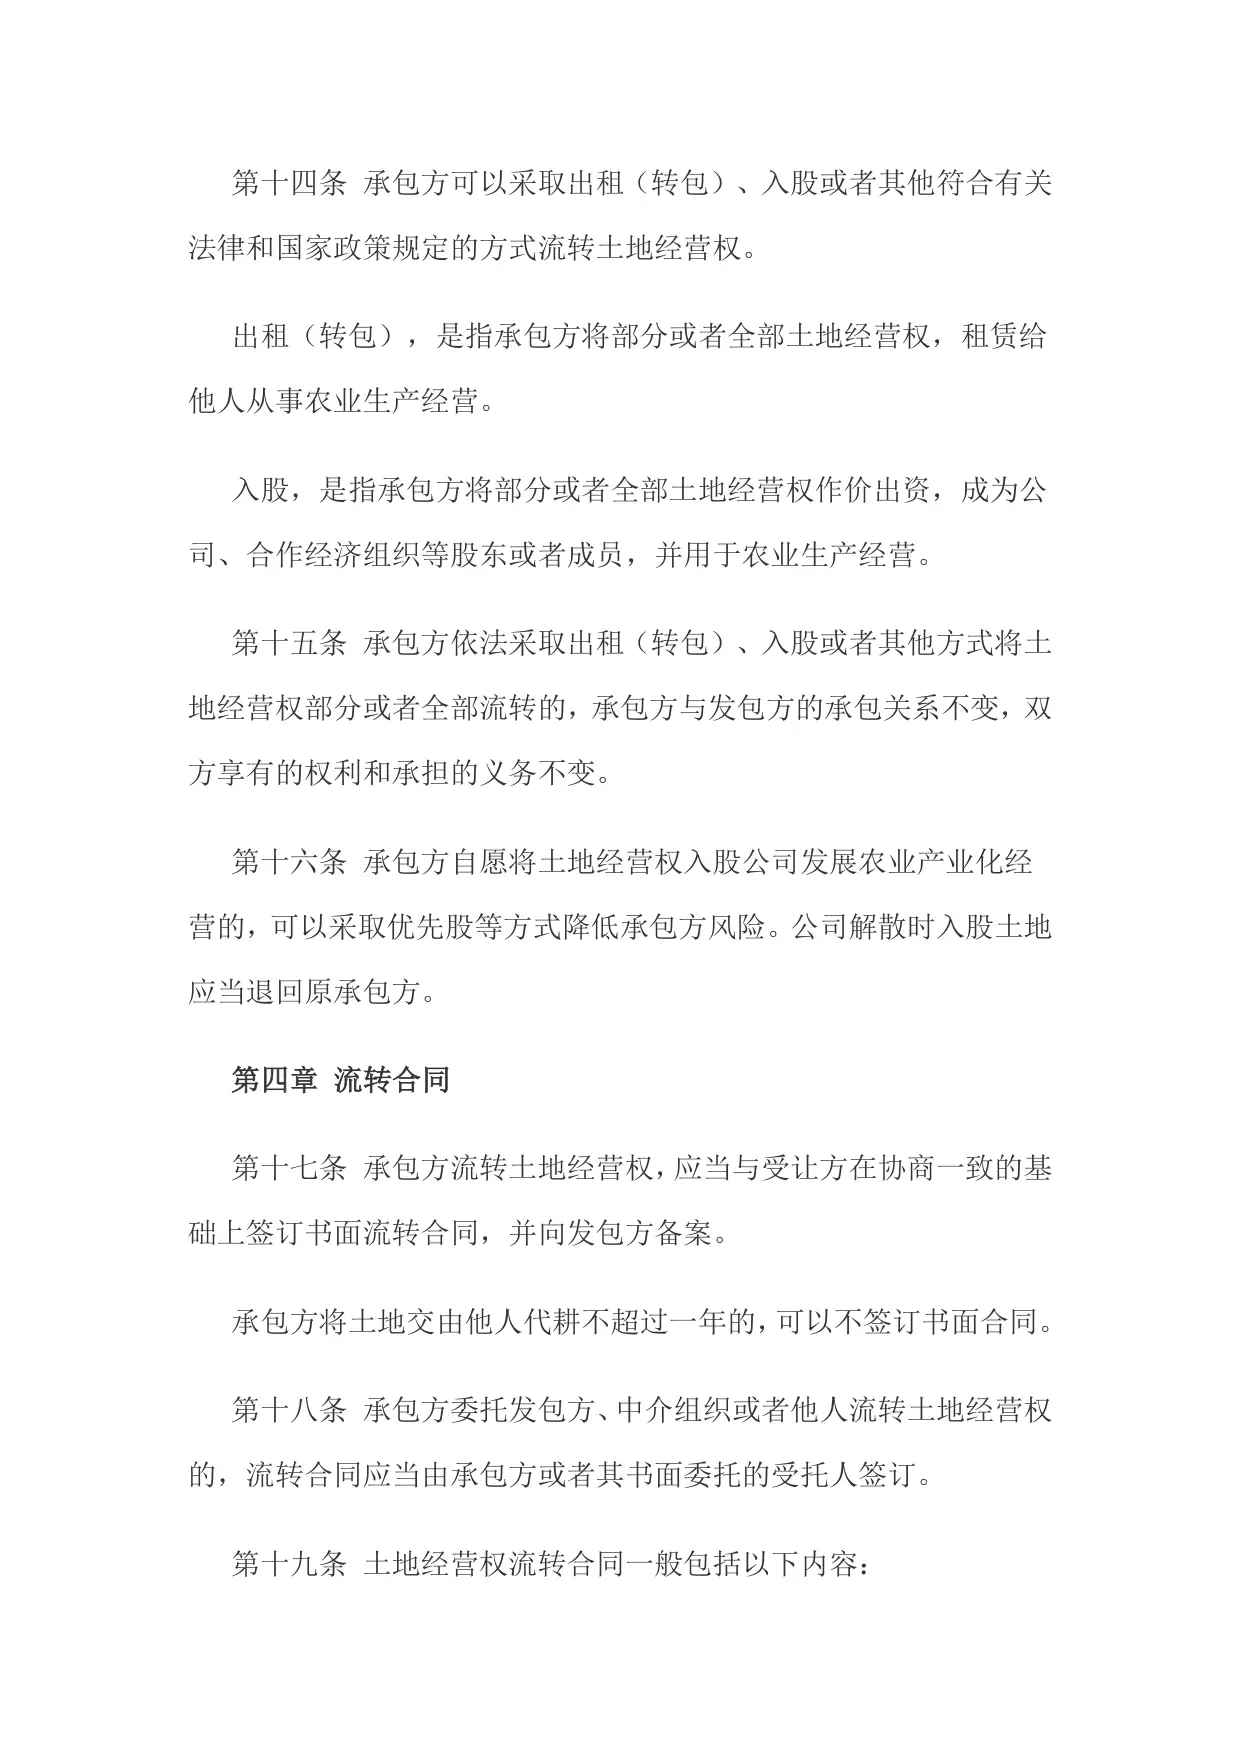 第十四条 承包方可以采取出租（转包）、入股或者其他符合有关
法律和国家政策规定的方式流转土地经营权。
出租（转包），是指承包方将部分或者全部土地经营权，租赁给
他人从事农业生产经营。
入股，是指承包方将部分或者全部土地经营权作价出资，成为公
司、合作经济组织等股东或者成员，并用于农业生产经营。
第十五条 承包方依法采取出租（转包）、入股或者其他方式将土
地经营权部分或者全部流转的，承包方与发包方的承包关系不变，双
方享有的权利和承担的义务不变。
第十六条 承包方自愿将土地经营权入股公司发展农业产业化经
营的，可以采取优先股等方式降低承包方风险。公司解散时入股土地
应当退回原承包方。
第四章 流转合同
第十七条 承包方流转土地经营权，应当与受让方在协商一致的基
础上签订书面流转合同，并向发包方备案。
承包方将土地交由他人代耕不超过一年的，可以不签订书面合同。
第十八条 承包方委托发包方、中介组织或者他人流转土地经营权
的，流转合同应当由承包方或者其书面委托的受托人签订。
第十九条 土地经营权流转合同一般包括以下内容：